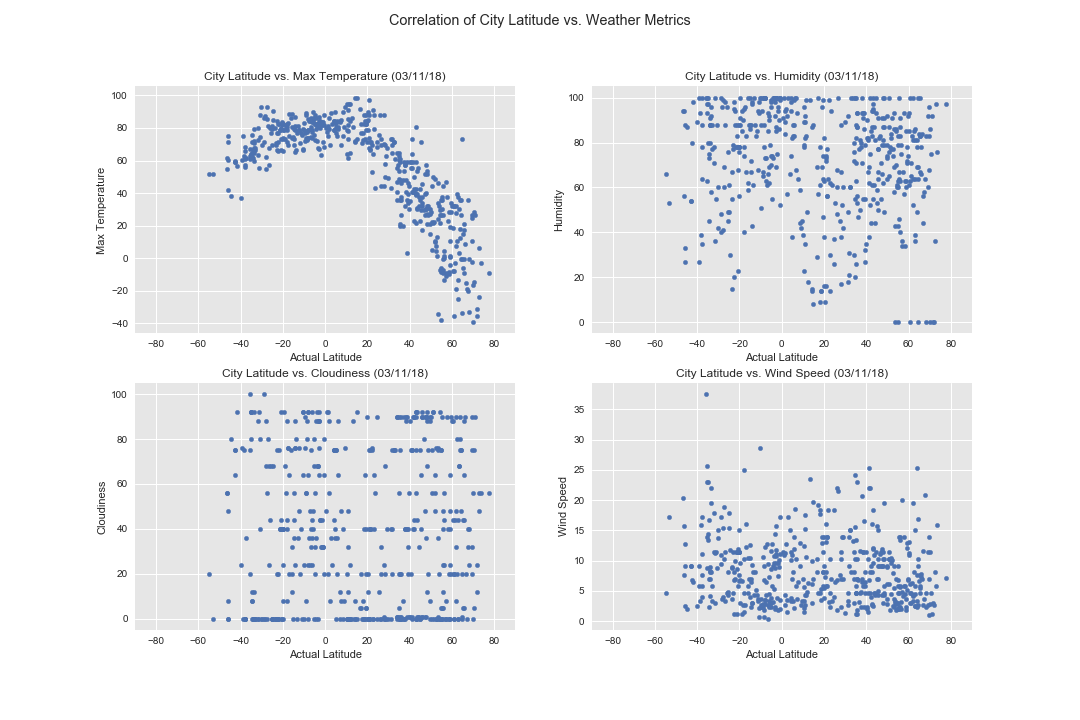 Correlation of City Latitude vs. Weather Metrics
City Latitude vs. Max Temperature (03/11/18)
100
80
60
40
20
0
−20
−40
Max Temperature
−80 −60 −40 −20 0 20 40 60 80
Actual Latitude
City Latitude vs. Humidity (03/11/18)
100
80
60
40
20
0
Humidity
−80 −60 −40 −20 0 20 40 60 80
Actual Latitude
City Latitude vs. Cloudiness (03/11/18)
100
80
60
40
20
0
Cloudiness
−80 −60 −40 −20 0 20 40 60 80
Actual Latitude
City Latitude vs. Wind Speed (03/11/18)
35
30
25
20
15
10
5
0
Wind Speed
−80 −60 −40 −20 0 20 40 60 80
Actual Latitude